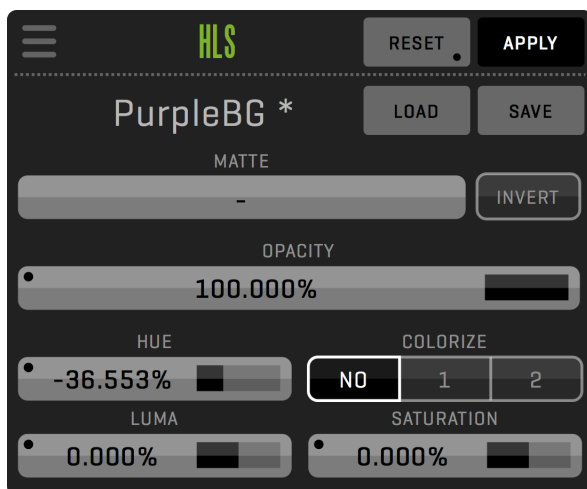 HLS
RESET
APPLY
PurpleBG *
LOAD
SAVE
MATTE
-
INVERT
OPACITY
100.000%
HUE
COLORIZE
-36.553%
NO
1
2
LUMA
SATURATION
0.000%
0.000%